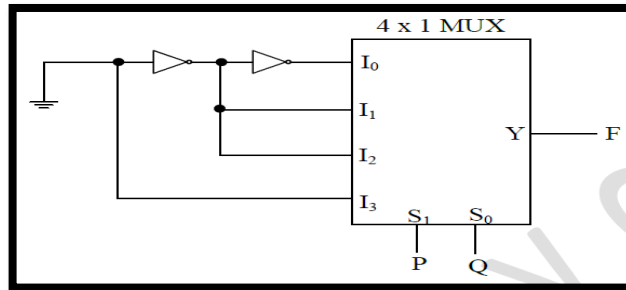 4 x 1 MUX
I₀
I₁
Y F
I₂
I₃
S₁ S₀
P Q